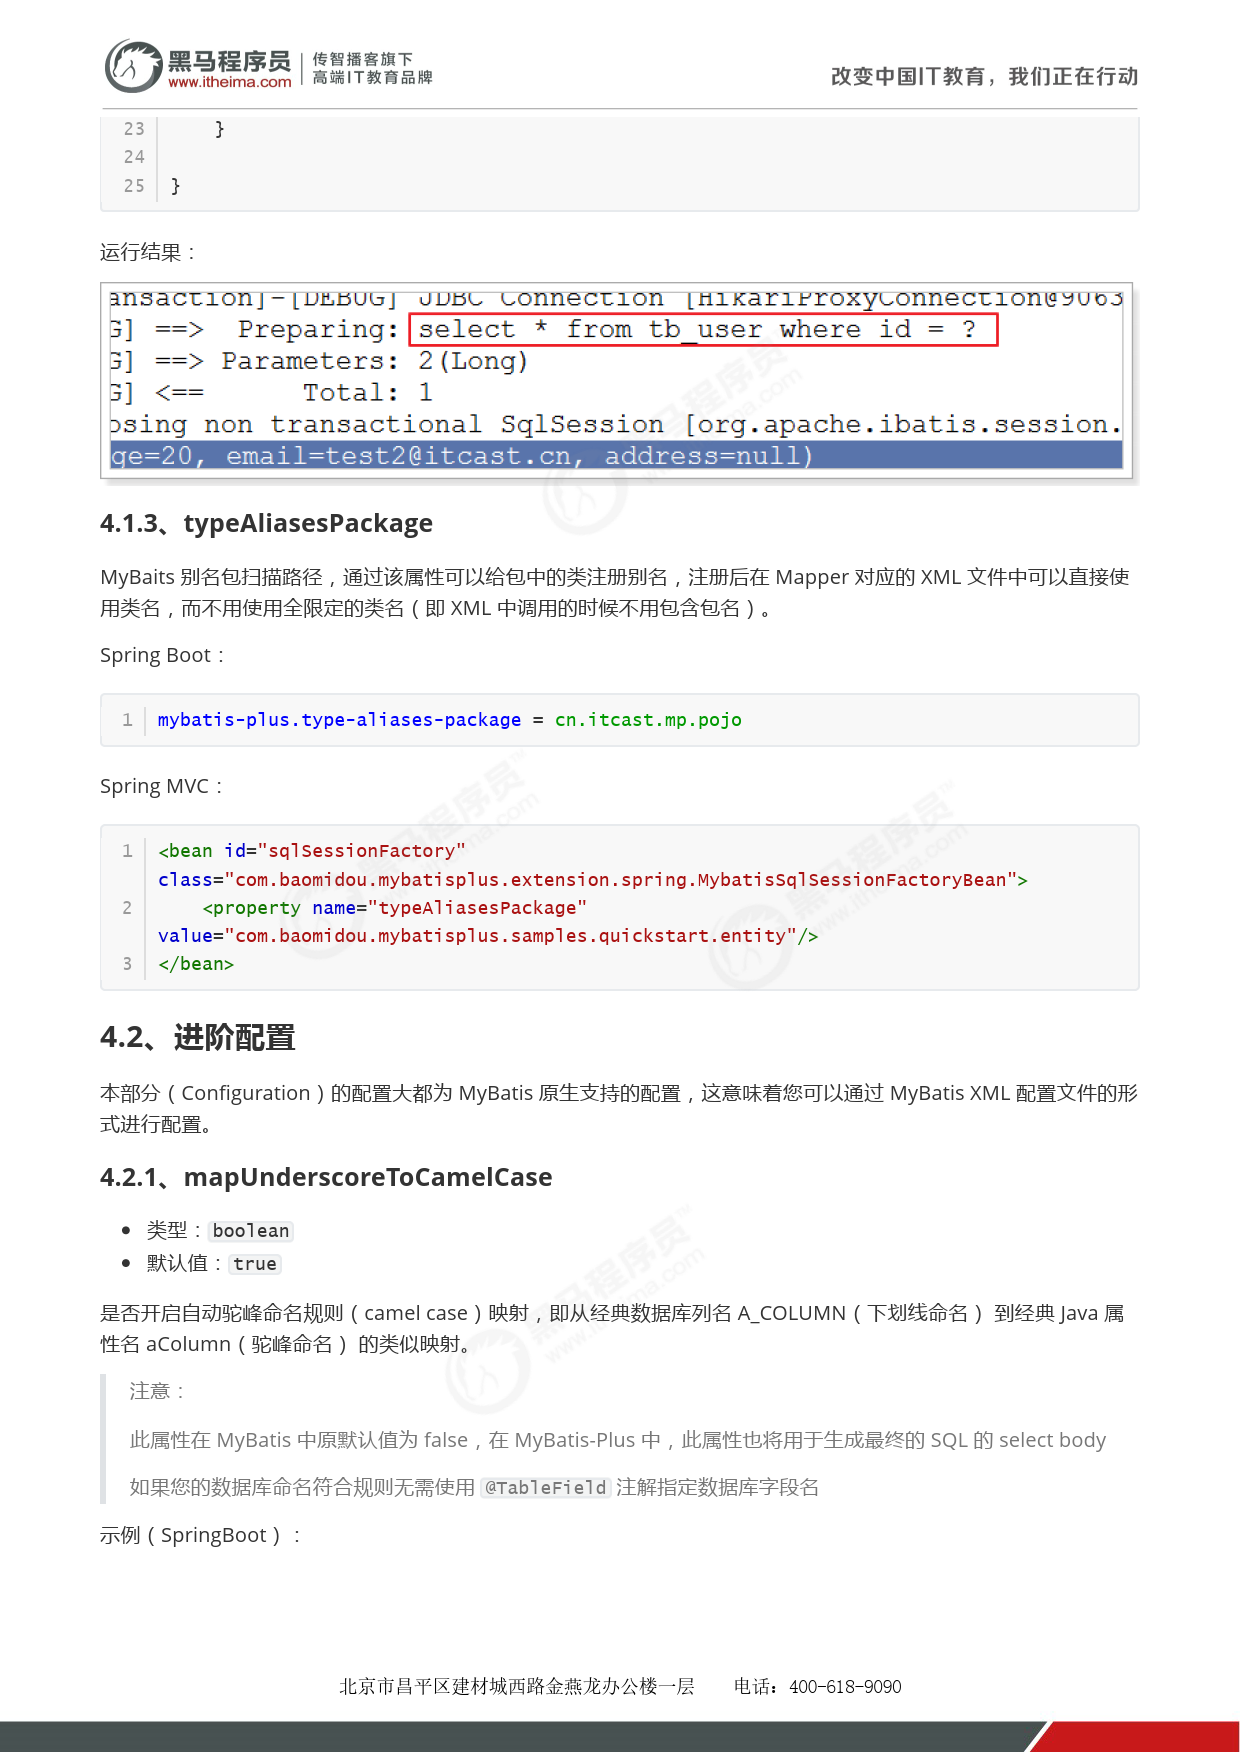 黑马程序员
www.itheima.com
传智播客旗下
高端IT教育品牌
改变中国IT教育，我们正在行动
23 }
24
25 }
运行结果：
ansaction]-[DEBUG] JDBC Connection [HikariProxyConnection@9063
G] ==>  Preparing: select * from tb_user where id = ?
G] ==> Parameters: 2(Long)
G] <==      Total: 1
osing non transactional SqlSession [org.apache.ibatis.session.
ge=20, email=test2@itcast.cn, address=null)
4.1.3、typeAliasesPackage
MyBaits 别名包扫描路径，通过该属性可以给包中的类注册别名，注册后在 Mapper 对应的 XML 文件中可以直接使
用类名，而不用使用全限定的类名（即 XML 中调用的时候不用包含包名）。
Spring Boot：
1 mybatis-plus.type-aliases-package = cn.itcast.mp.pojo
Spring MVC：
1 <bean id="sqlSessionFactory"
class="com.baomidou.mybatisplus.extension.spring.MybatisSqlSessionFactoryBean">
2     <property name="typeAliasesPackage"
value="com.baomidou.mybatisplus.samples.quickstart.entity"/>
3 </bean>
4.2、进阶配置
本部分（Configuration）的配置大都为 MyBatis 原生支持的配置，这意味着您可以通过 MyBatis XML 配置文件的形
式进行配置。
4.2.1、mapUnderscoreToCamelCase
类型：boolean
默认值：true
是否开启自动驼峰命名规则（camel case）映射，即从经典数据库列名 A_COLUMN（下划线命名） 到经典 Java 属
性名 aColumn（驼峰命名） 的类似映射。
注意：
此属性在 MyBatis 中原默认值为 false，在 MyBatis-Plus 中，此属性也将用于生成最终的 SQL 的 select body
如果您的数据库命名符合规则无需使用 @TableField 注解指定数据库字段名
示例（SpringBoot）：
北京市昌平区建材城西路金燕龙办公楼一层 电话：400-618-9090